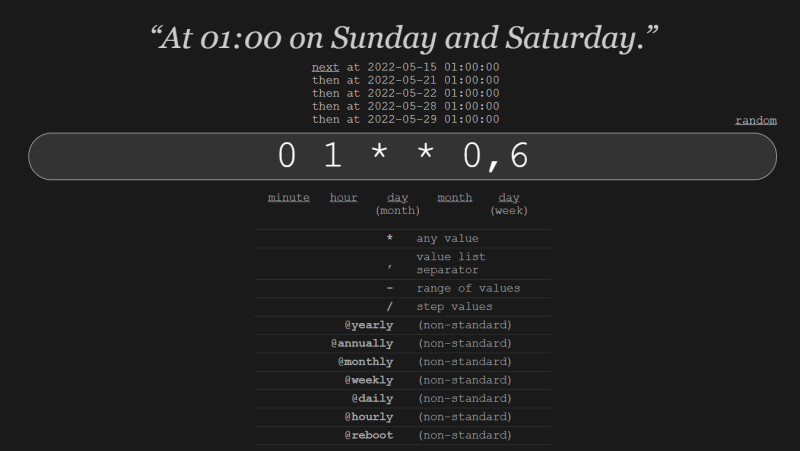 “At 01:00 on Sunday and Saturday.”
next at 2022-05-15 01:00:00
then at 2022-05-21 01:00:00
then at 2022-05-22 01:00:00
then at 2022-05-28 01:00:00
then at 2022-05-29 01:00:00
random
0 1 * * 0,6
minute hour day month day
(month) (week)
* any value
, value list
separator
- range of values
/ step values
@yearly (non-standard)
@annually (non-standard)
@monthly (non-standard)
@weekly (non-standard)
@daily (non-standard)
@hourly (non-standard)
@reboot (non-standard)